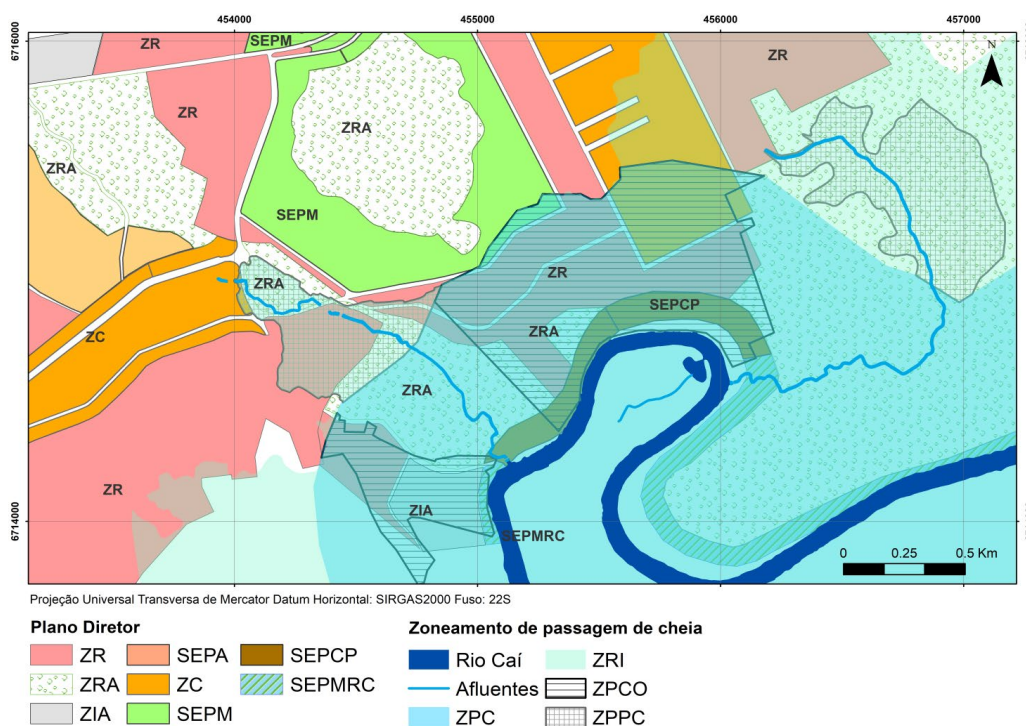 454000 455000 456000 457000
6716000
N
ZR SEPM ZR
ZRA
ZR
ZRA
SEPM
ZRA
ZR
SEPCP
ZC
ZRA
ZRA
ZR
ZIA
SEPMRC
6714000
0 0.25 0.5 Km
Projeção Universal Transversa de Mercator Datum Horizontal: SIRGAS2000 Fuso: 22S
Plano Diretor
ZR SEPA SEPCP
ZRA ZC SEPMRC
ZIA SEPM
Zoneamento de passagem de cheia
Rio Caí ZRI
Afluentes ZPCO
ZPC ZPPC